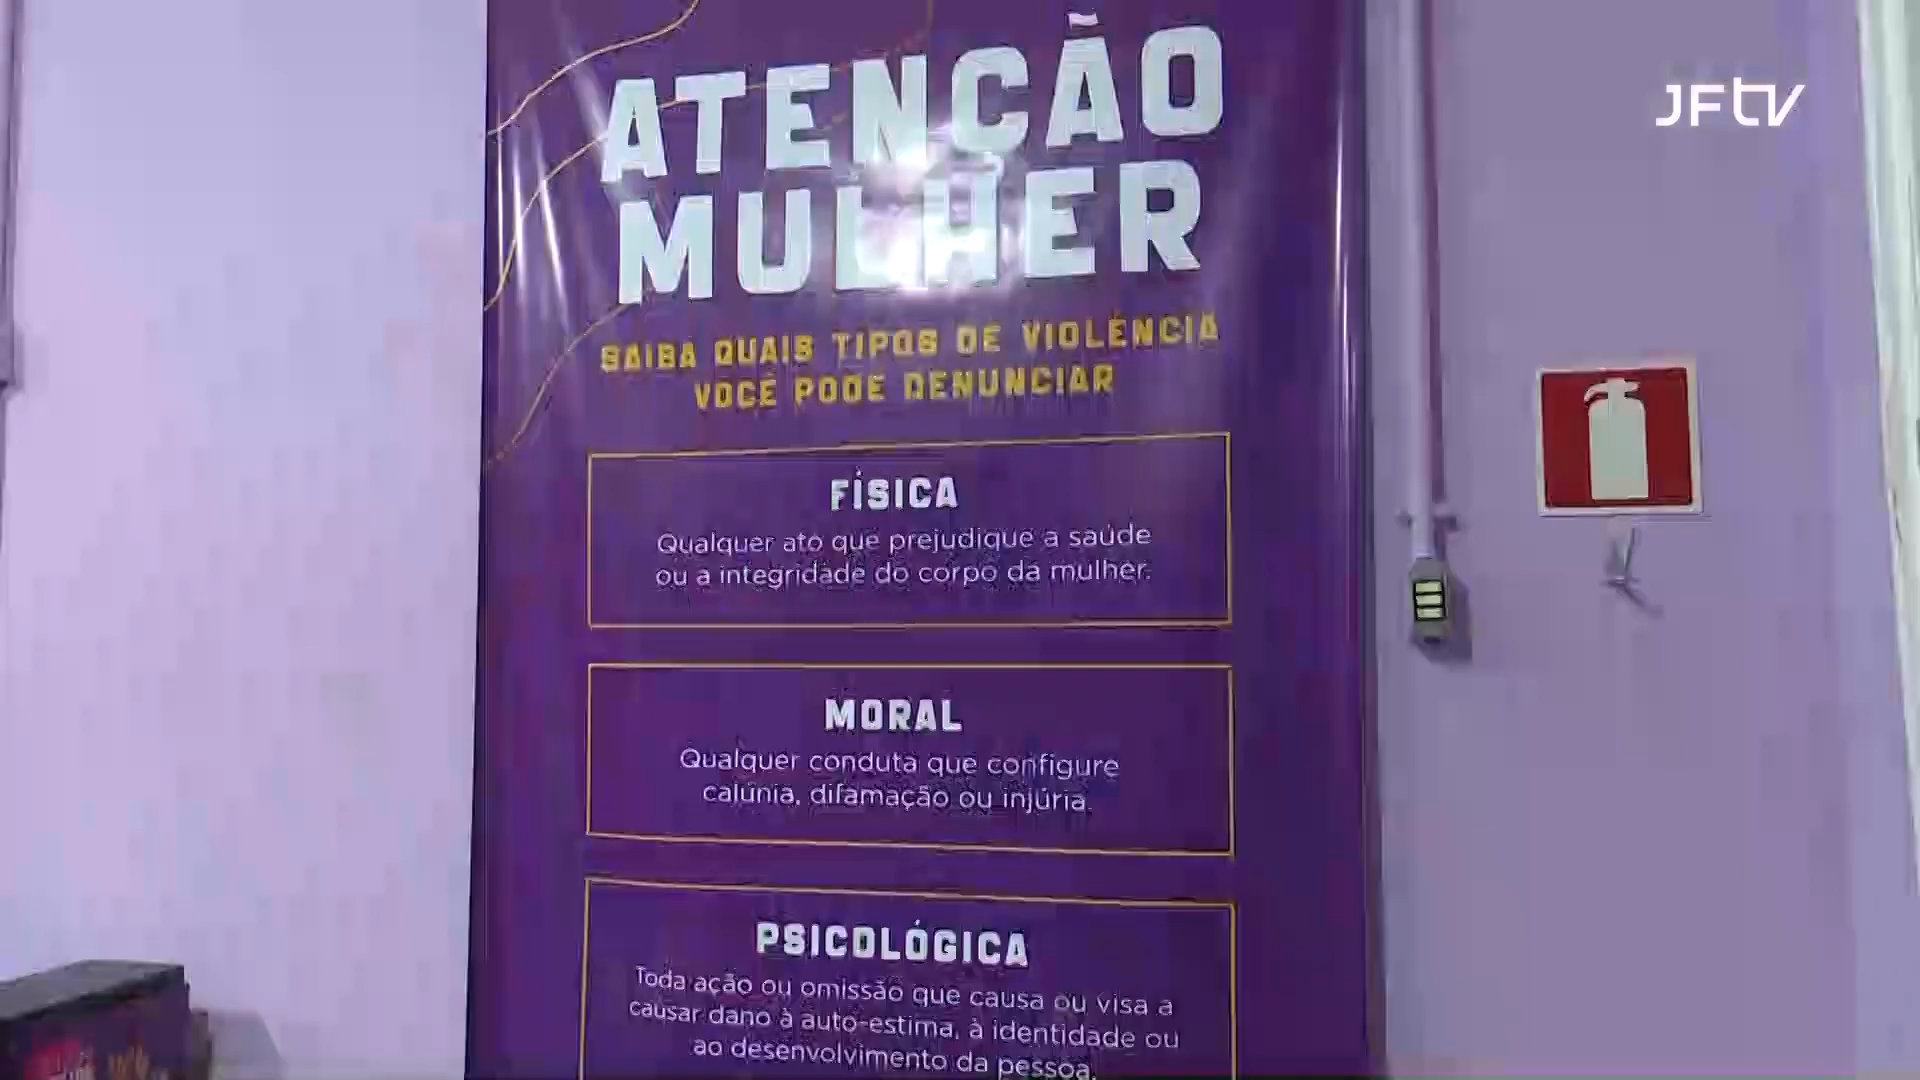 ATENÇÃO
MULHER
JFtv
SAIBA QUAIS TIPOS DE VIOLÊNCIA
VOCÊ PODE DENUNCIAR
FÍSICA
Qualquer ato que prejudique a saúde
ou a integridade do corpo da mulher.
MORAL
Qualquer conduta que configure
calúnia, difamação ou injúria.
PSICOLÓGICA
Toda ação ou omissão que causa ou visa a
causar dano à auto-estima, à identidade ou
ao desenvolvimento da pessoa.